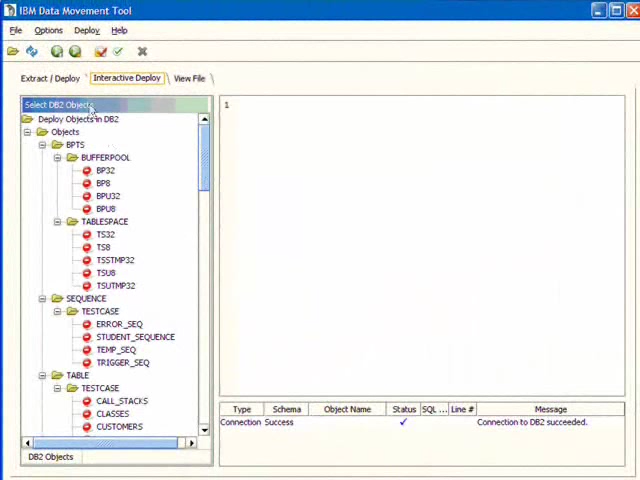 IBM Data Movement Tool
File Options Deploy Help
Extract / Deploy Interactive Deploy View File
Select DB2 Objects
Deploy Objects in DB2
Objects
BPTS
BUFFERPOOL
BP32
BP8
BPU32
BPU8
TABLESPACE
TS32
TS8
TSSTMP32
TSU8
TSUTMP32
SEQUENCE
TESTCASE
ERROR_SEQ
STUDENT_SEQUENCE
TEMP_SEQ
TRIGGER_SEQ
TABLE
TESTCASE
CALL_STACKS
CLASSES
CUSTOMERS
DB2 Objects
1
Type Schema Object Name Status SQL ... Line # Message
Connection Success ✓ Connection to DB2 succeeded.